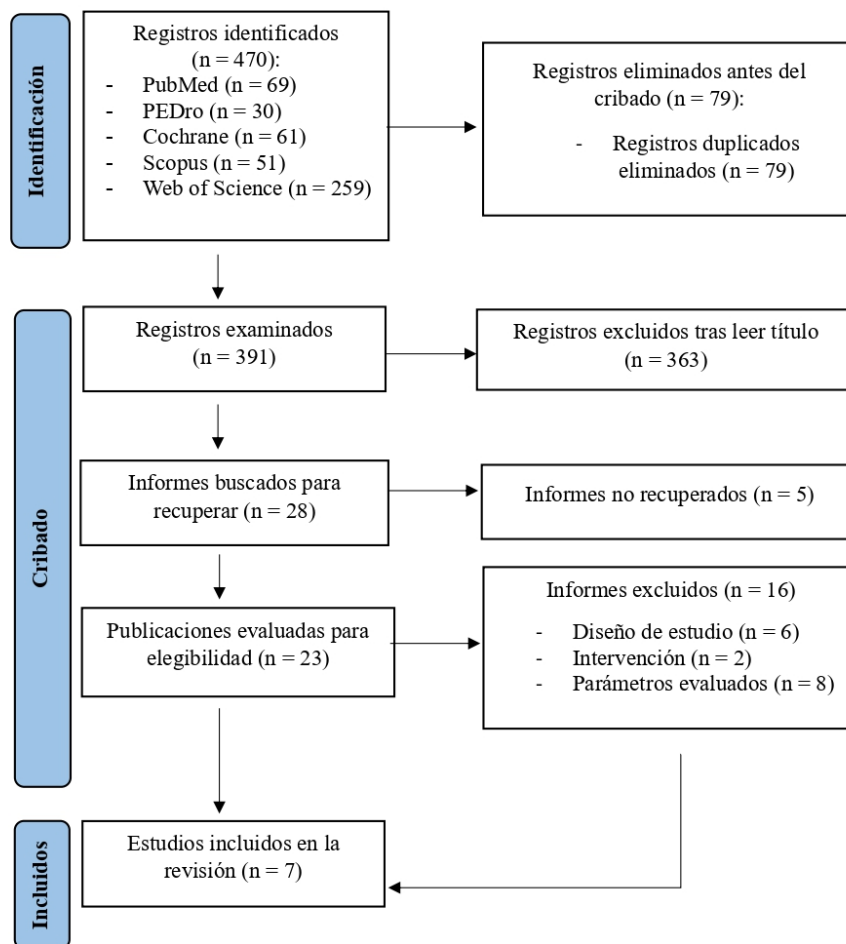 Identificación
Registros identificados
(n = 470):
- PubMed (n = 69)
- PEDro (n = 30)
- Cochrane (n = 61)
- Scopus (n = 51)
- Web of Science (n = 259)
Registros eliminados antes del
cribado (n = 79):
- Registros duplicados
eliminados (n = 79)
Cribado
Registros examinados
(n = 391)
Registros excluidos tras leer título
(n = 363)
Informes buscados para
recuperar (n = 28)
Informes no recuperados (n = 5)
Publicaciones evaluadas para
elegibilidad (n = 23)
Informes excluidos (n = 16)
- Diseño de estudio (n = 6)
- Intervención (n = 2)
- Parámetros evaluados (n = 8)
Incluidos
Estudios incluidos en la
revisión (n = 7)